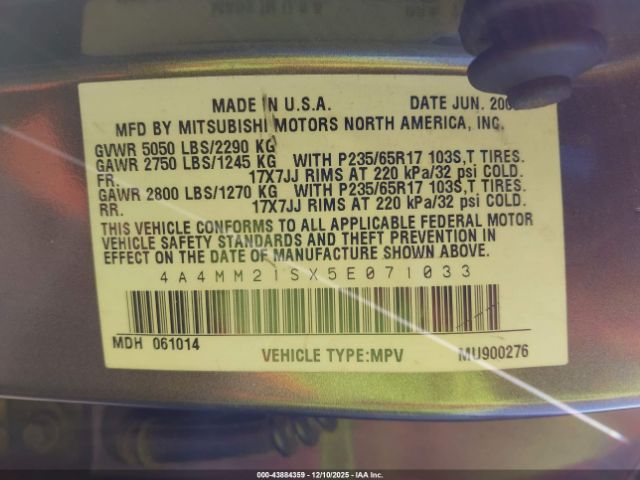 MADE IN U.S.A. DATE JUN.
MFD BY MITSUBISHI MOTORS NORTH AMERICA, INC.
GVWR 5050 LBS/2290 KG
GAWR 2750 LBS/1245 KG WITH P235/65R17 103S,T TIRES
FR. 17X7JJ RIMS AT 220 kPa/32 psi COLD.
GAWR 2800 LBS/1270 KG WITH P235/65R17 103S,T TIRES
RR. 17X7JJ RIMS AT 220 kPa/32 psi COLD.
THIS VEHICLE CONFORMS TO ALL APPLICABLE FEDERAL MOTOR
VEHICLE SAFETY STANDARDS AND THEFT PREVENTION IN
EFFECT ON THE DATE OF MANUFACTURE SHOWN ABOVE.
4A4MM21SX5E071033
MDH 061014
VEHICLE TYPE:MPV
MU900276
000-43884359 - 12/10/2025 - IAA Inc.